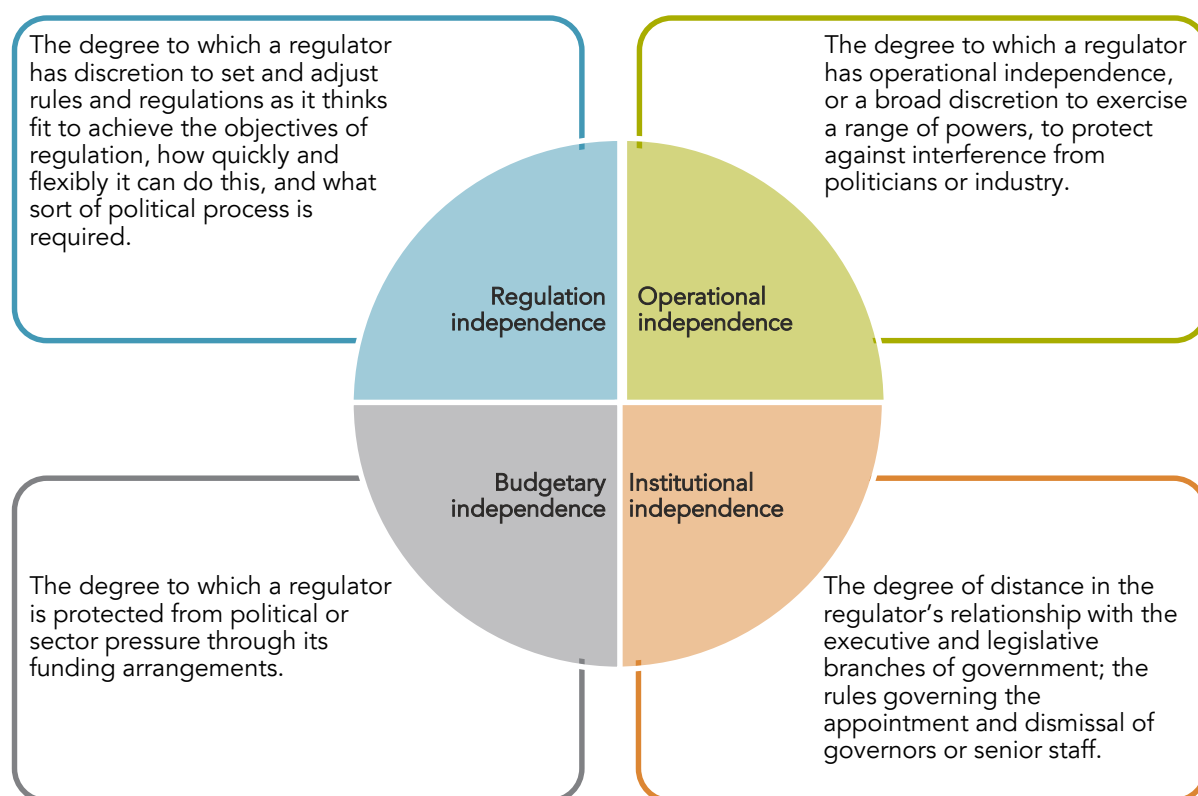 The degree to which a regulator
has discretion to set and adjust
rules and regulations as it thinks
fit to achieve the objectives of
regulation, how quickly and
flexibly it can do this, and what
sort of political process is
required.
The degree to which a regulator
has operational independence,
or a broad discretion to exercise
a range of powers, to protect
against interference from
politicians or industry.
Regulation
independence
Operational
independence
Budgetary
independence
Institutional
independence
The degree to which a regulator
is protected from political or
sector pressure through its
funding arrangements.
The degree of distance in the
regulator’s relationship with the
executive and legislative
branches of government; the
rules governing the
appointment and dismissal of
governors or senior staff.